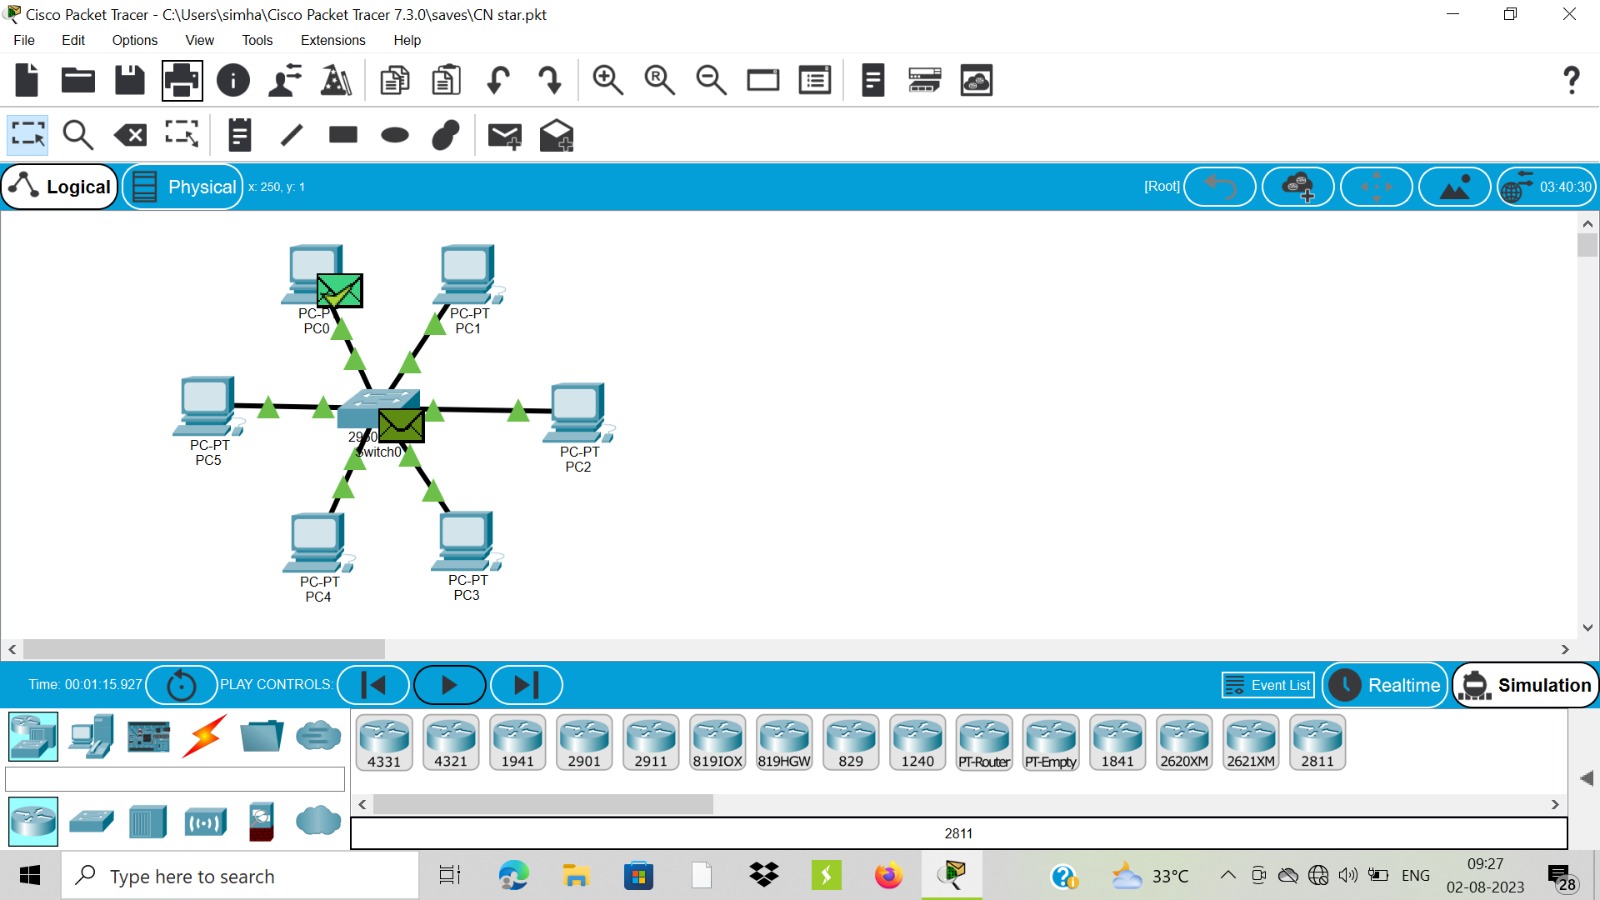 Cisco Packet Tracer - C:\Users\simha\Cisco Packet Tracer 7.3.0\saves\CN star.pkt
File Edit Options View Tools Extensions Help
Logical Physical x: 250, y: 1 [Root] 03:40:30
PC-P
PC0
PC-PT
PC1
PC-PT
PC5
PC-PT
PC2
Switch0
PC-PT
PC4
PC-PT
PC3
Time: 00:01:15.927 PLAY CONTROLS: Event List Realtime Simulation
4331 4321 1941 2901 2911 819IOX 819HGW 829 1240 PT-Router PT-Empty 1841 2620XM 2621XM 2811
2811
Type here to search 33°C ENG 09:27
02-08-2023 28